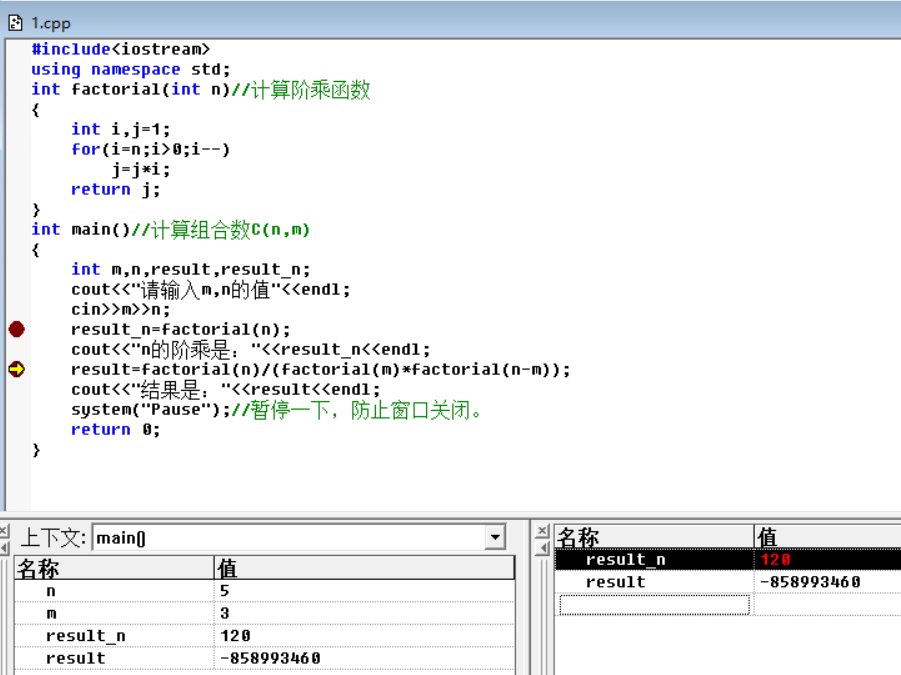 1.cpp
#include<iostream>
using namespace std;
int factorial(int n)//计算阶乘函数
{
int i,j=1;
for(i=n;i>0;i--)
j=j*i;
return j;
}
int main()//计算组合数C(n,m)
{
int m,n,result,result_n;
cout<<"请输入m,n的值"<<endl;
cin>>m>>n;
result_n=factorial(n);
cout<<"n的阶乘是："<<result_n<<endl;
result=factorial(n)/(factorial(m)*factorial(n-m));
cout<<"结果是："<<result<<endl;
system("Pause");//暂停一下，防止窗口关闭。
return 0;
}
上下文: main()
名称 值
n 5
m 3
result_n 120
result -858993460
名称 值
result_n 120
result -858993460